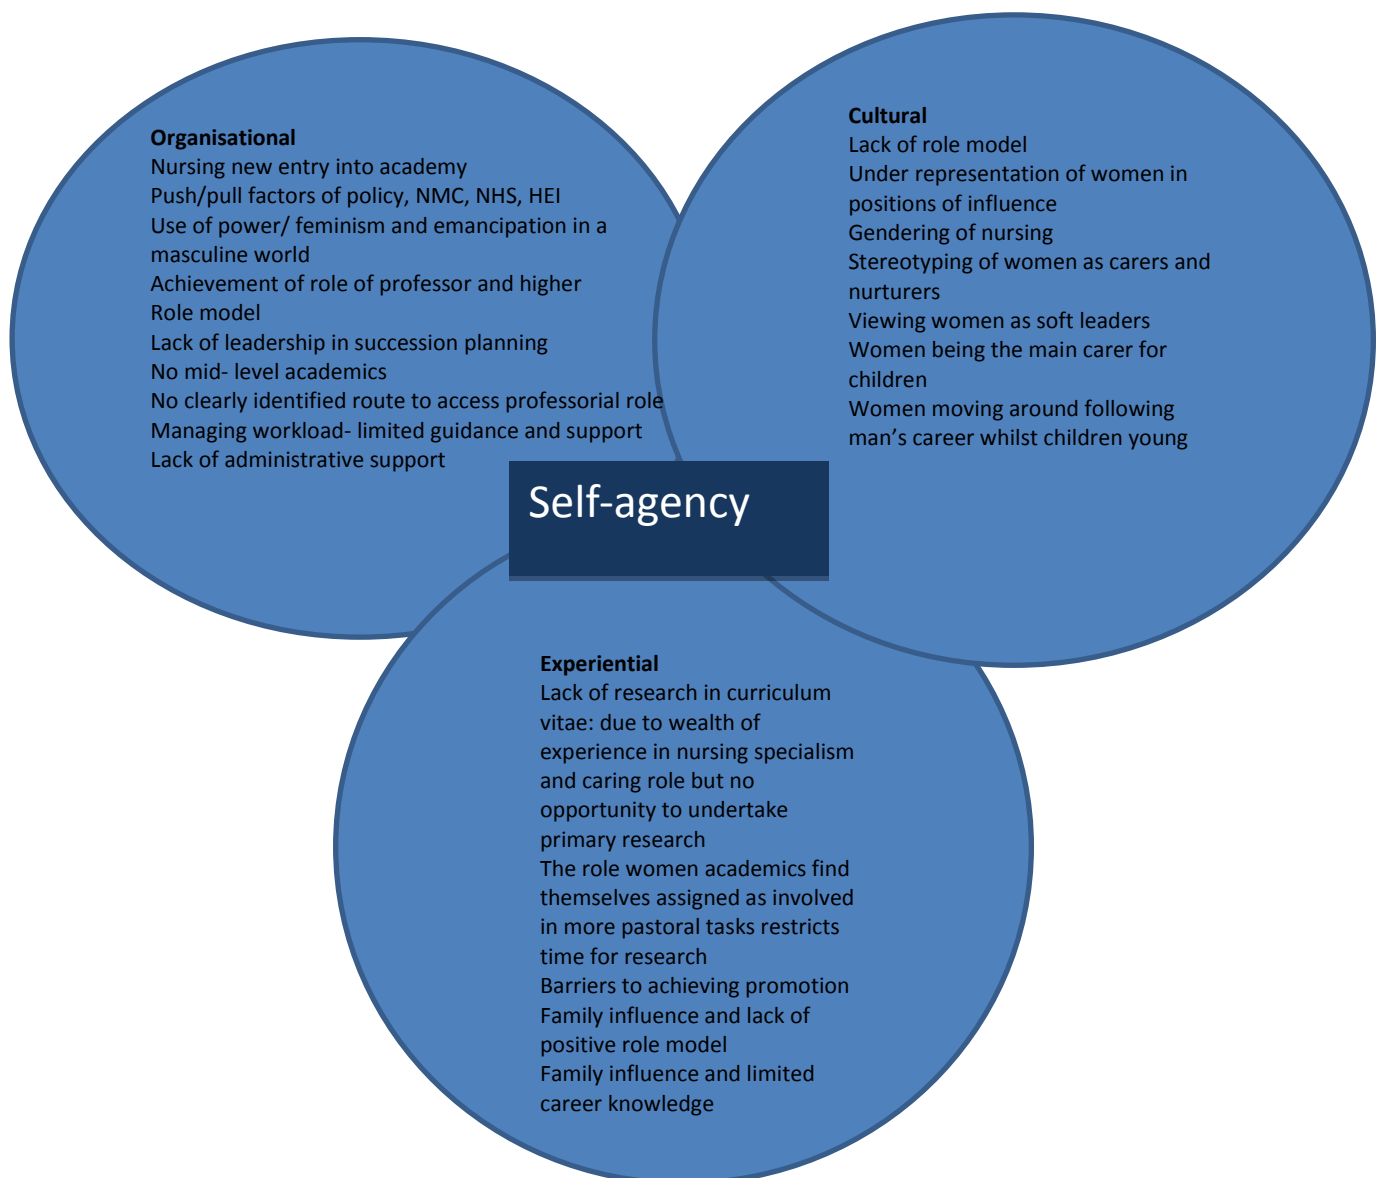 Organisational
Nursing new entry into academy
Push/pull factors of policy, NMC, NHS, HEI
Use of power/ feminism and emancipation in a
masculine world
Achievement of role of professor and higher
Role model
Lack of leadership in succession planning
No mid- level academics
No clearly identified route to access professorial role
Managing workload- limited guidance and support
Lack of administrative support
Cultural
Lack of role model
Under representation of women in
positions of influence
Gendering of nursing
Stereotyping of women as carers and
nurturers
Viewing women as soft leaders
Women being the main carer for
children
Women moving around following
man’s career whilst children young
Self-agency
Experiential
Lack of research in curriculum
vitae: due to wealth of
experience in nursing specialism
and caring role but no
opportunity to undertake
primary research
The role women academics find
themselves assigned as involved
in more pastoral tasks restricts
time for research
Barriers to achieving promotion
Family influence and lack of
positive role model
Family influence and limited
career knowledge